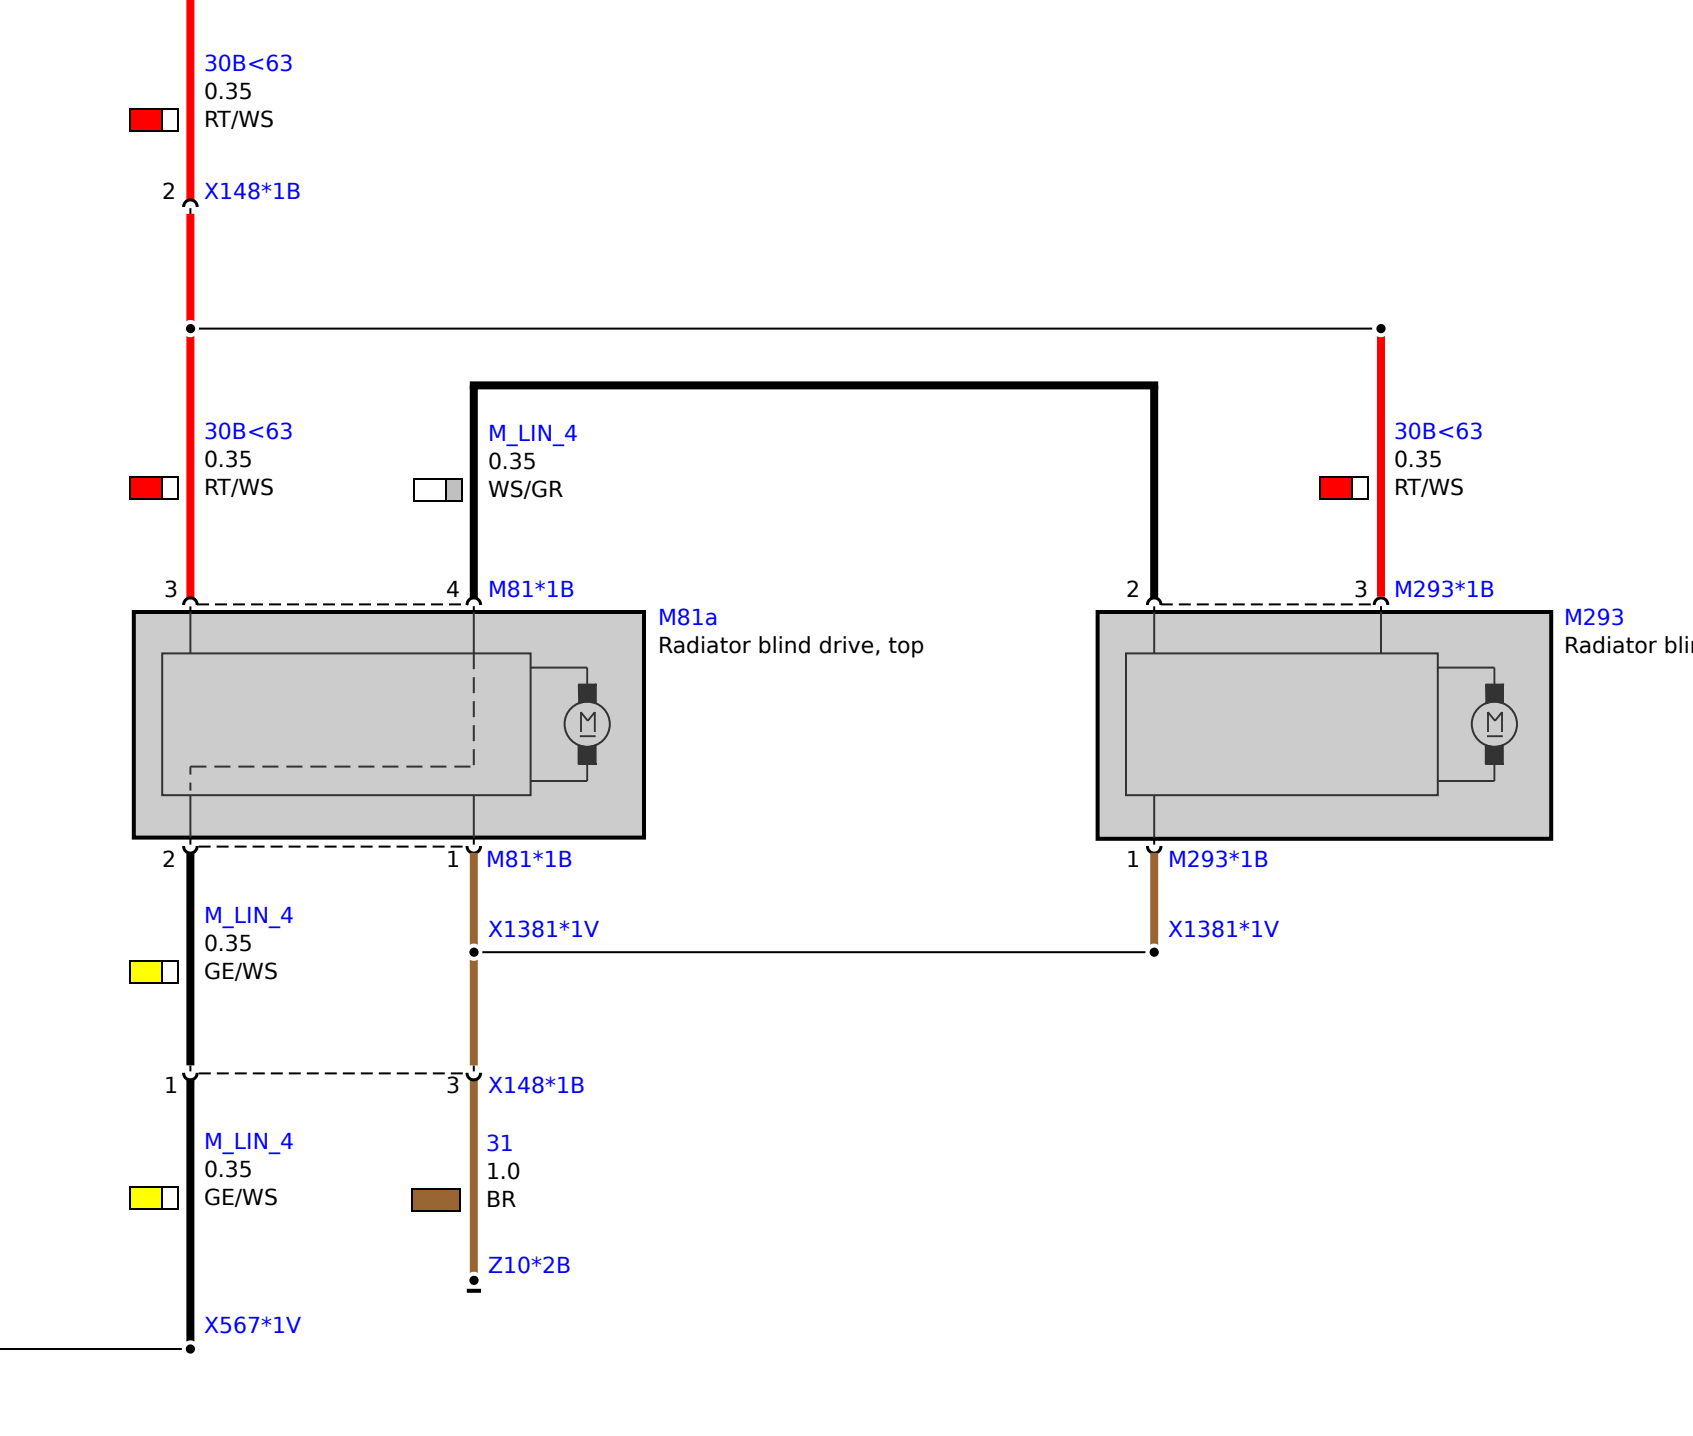 30B<63
0.35
RT/WS
2 X148*1B
30B<63
0.35
RT/WS
M_LIN_4
0.35
WS/GR
30B<63
0.35
RT/WS
3 4 M81*1B
2 3 M293*1B
M81a
Radiator blind drive, top
M293
Radiator
M
M
2 1 M81*1B
1 M293*1B
M_LIN_4
0.35
GE/WS
X1381*1V
X1381*1V
1 3 X148*1B
M_LIN_4
0.35
GE/WS
31
1.0
BR
Z10*2B
X567*1V